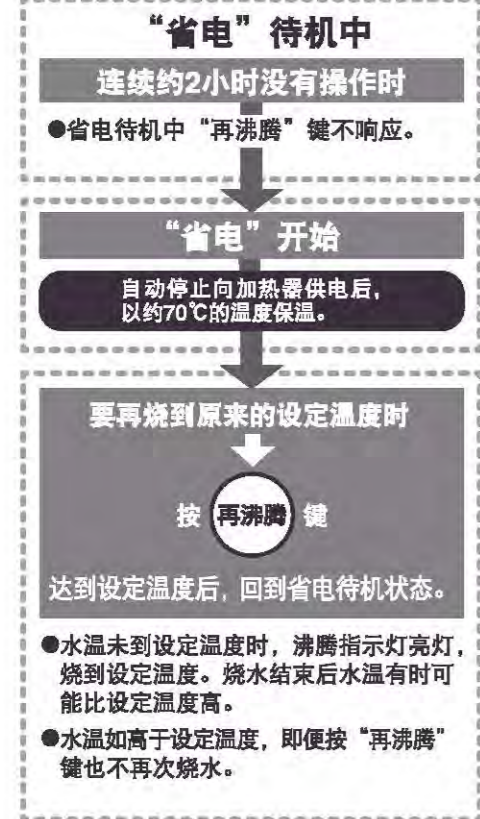 “省电”待机中
连续约2小时没有操作时
●省电待机中“再沸腾”键不响应。
“省电”开始
自动停止向加热器供电后，
以约70℃的温度保温。
要再烧到原来的设定温度时
按 再沸腾 键
达到设定温度后，回到省电待机状态。
●水温未到设定温度时，沸腾指示灯亮灯，
烧到设定温度。烧水结束后水温有时可
能比设定温度高。
●水温如高于设定温度，即便按“再沸腾”
键也不再次烧水。